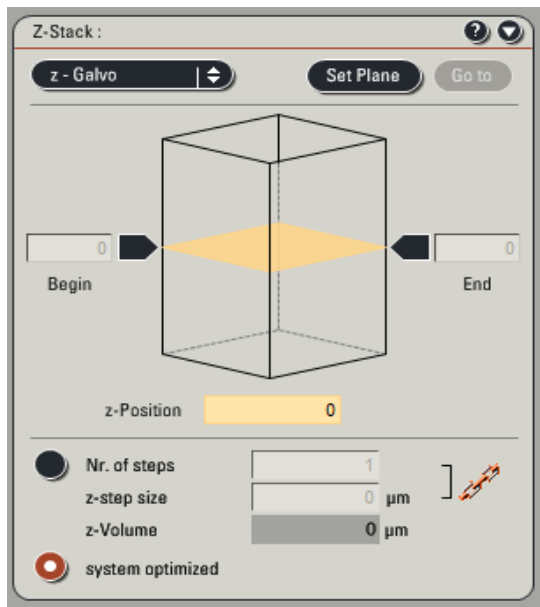 Z-Stack :
?
z - Galvo Set Plane Go to
0 0
Begin End
z-Position 0
Nr. of steps 1
z-step size 0 µm
z-Volume 0 µm
system optimized